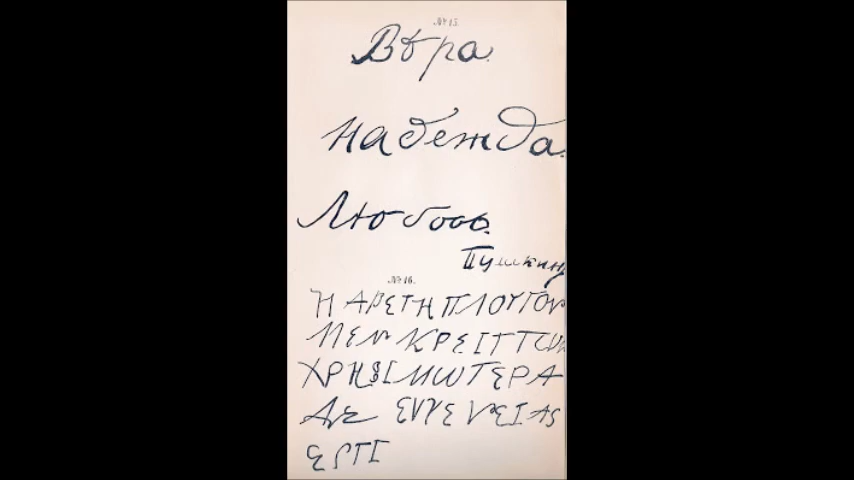 № 15.
Вѣра.
надежда.
Любовь.
Пушкинъ
№ 16.
Η ΑΡΕΤΗ ΠΛΟΥΤΟΥ
ΜΕΝ ΚΡΕΙΤΤΩΝ
ΧΡΗΣΙΜΩΤΕΡΑ
ΔΕ ΕΥΓΕΝΕΙΑΣ
ΕΣΤΙ